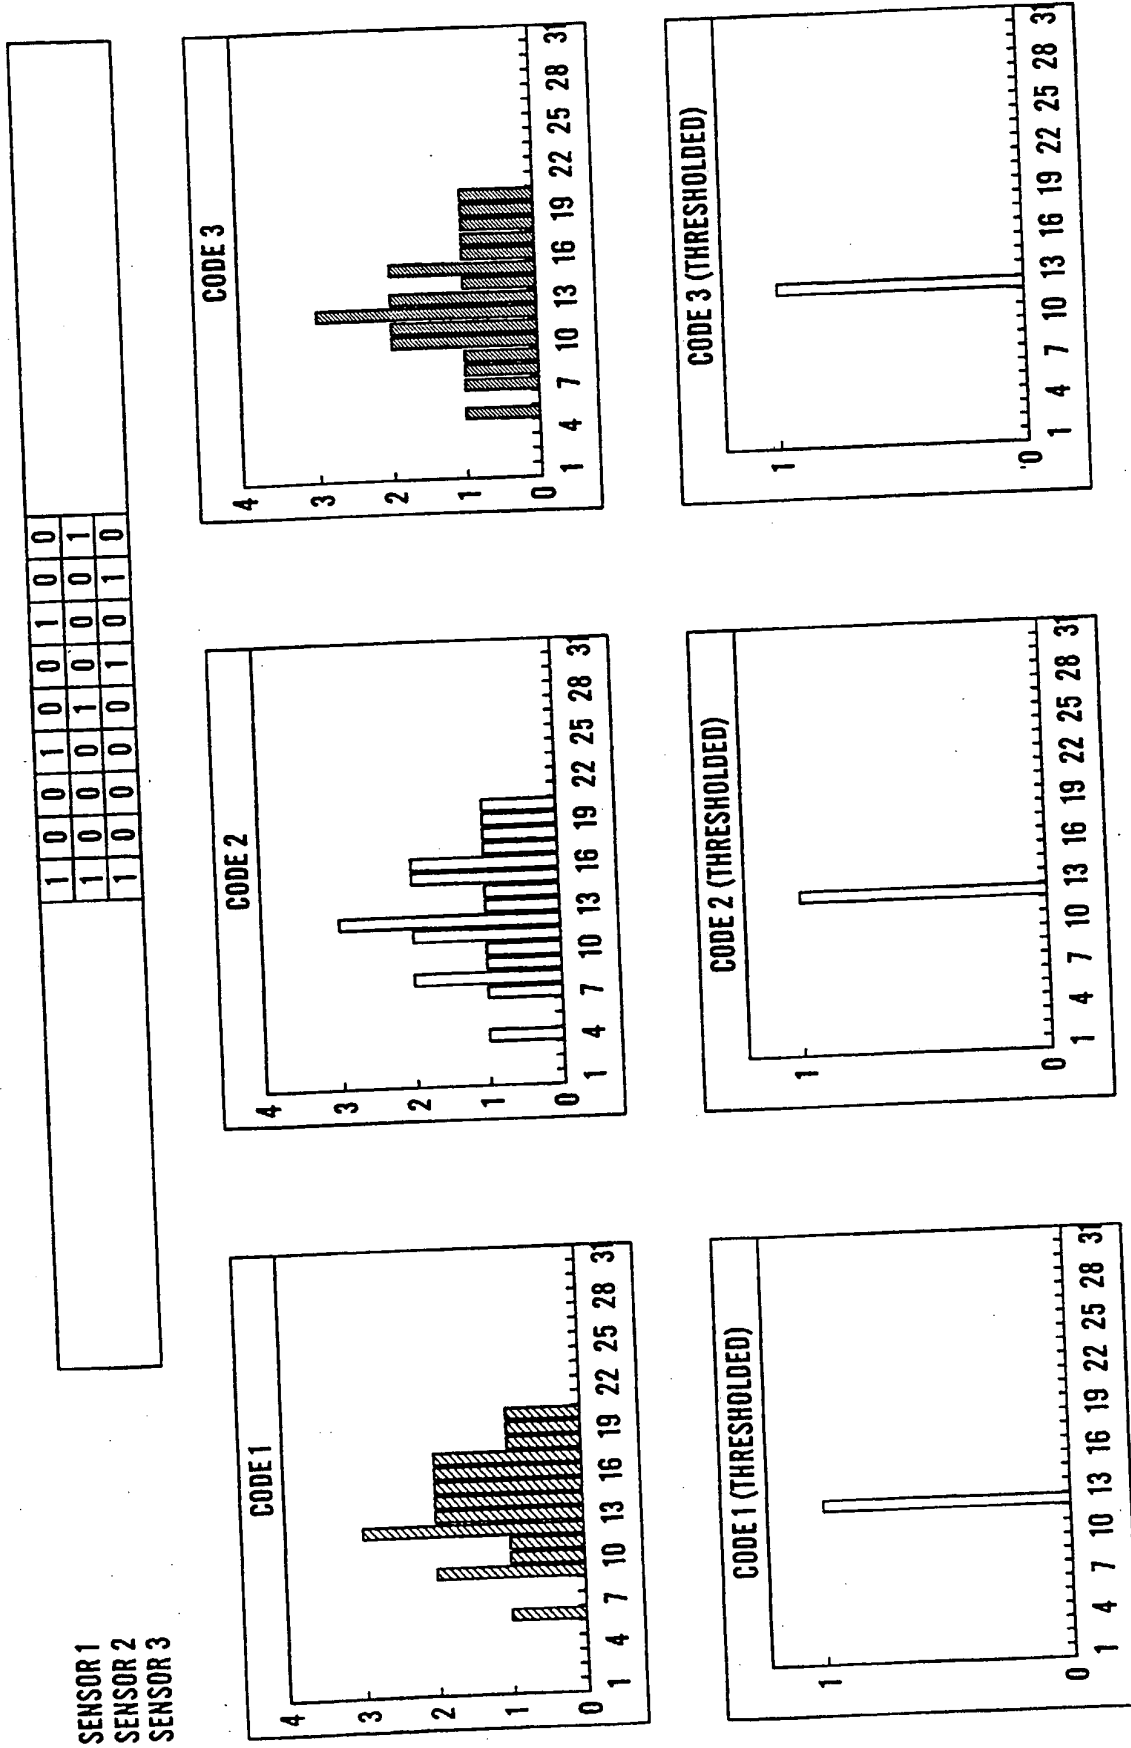 SENSOR 1 1 0 0 1 0 0 1 0 0
SENSOR 2 1 0 0 0 1 0 0 0 1
SENSOR 3 1 0 0 0 0 1 0 1 0
CODE 1
4
3
2
1
0
1 4 7 10 13 16 19 22 25 28 31
CODE 2
4
3
2
1
0
1 4 7 10 13 16 19 22 25 28 31
CODE 3
4
3
2
1
0
1 4 7 10 13 16 19 22 25 28 31
CODE 1 (THRESHOLDED)
1
0
1 4 7 10 13 16 19 22 25 28 31
CODE 2 (THRESHOLDED)
1
0
1 4 7 10 13 16 19 22 25 28 31
CODE 3 (THRESHOLDED)
1
0
1 4 7 10 13 16 19 22 25 28 31